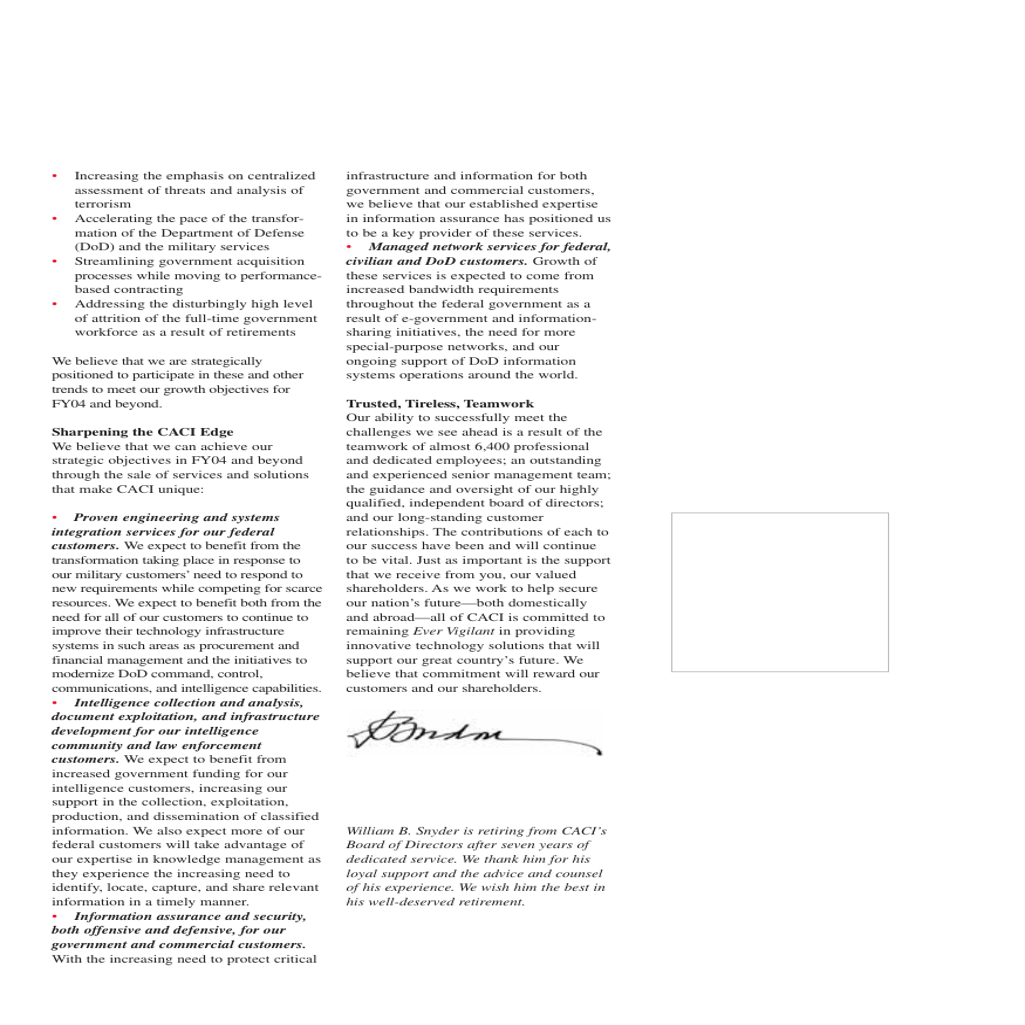 • Increasing the emphasis on centralized
assessment of threats and analysis of
terrorism
• Accelerating the pace of the transfor-
mation of the Department of Defense
(DoD) and the military services
• Streamlining government acquisition
processes while moving to performance-
based contracting
• Addressing the disturbingly high level
of attrition of the full-time government
workforce as a result of retirements
We believe that we are strategically
positioned to participate in these and other
trends to meet our growth objectives for
FY04 and beyond.
Sharpening the CACI Edge
We believe that we can achieve our
strategic objectives in FY04 and beyond
through the sale of services and solutions
that make CACI unique:
• Proven engineering and systems
integration services for our federal
customers. We expect to benefit from the
transformation taking place in response to
our military customers' need to respond to
new requirements while competing for scarce
resources. We expect to benefit both from the
need for all of our customers to continue to
improve their technology infrastructure
systems in such areas as procurement and
financial management and the initiatives to
modernize DoD command, control,
communications, and intelligence capabilities.
• Intelligence collection and analysis,
document exploitation, and infrastructure
development for our intelligence
community and law enforcement
customers. We expect to benefit from
increased government funding for our
intelligence customers, increasing our
support in the collection, exploitation,
production, and dissemination of classified
information. We also expect more of our
federal customers will take advantage of
our expertise in knowledge management as
they experience the increasing need to
identify, locate, capture, and share relevant
information in a timely manner.
• Information assurance and security,
both offensive and defensive, for our
government and commercial customers.
With the increasing need to protect critical
infrastructure and information for both
government and commercial customers,
we believe that our established expertise
in information assurance has positioned us
to be a key provider of these services.
• Managed network services for federal,
civilian and DoD customers. Growth of
these services is expected to come from
increased bandwidth requirements
throughout the federal government as a
result of e-government and information-
sharing initiatives, the need for more
special-purpose networks, and our
ongoing support of DoD information
systems operations around the world.
Trusted, Tireless, Teamwork
Our ability to successfully meet the
challenges we see ahead is a result of the
teamwork of almost 6,400 professional
and dedicated employees; an outstanding
and experienced senior management team;
the guidance and oversight of our highly
qualified, independent board of directors;
and our long-standing customer
relationships. The contributions of each to
our success have been and will continue
to be vital. Just as important is the support
that we receive from you, our valued
shareholders. As we work to help secure
our nation's future—both domestically
and abroad—all of CACI is committed to
remaining Ever Vigilant in providing
innovative technology solutions that will
support our great country's future. We
believe that commitment will reward our
customers and our shareholders.
William B. Snyder is retiring from CACI's
Board of Directors after seven years of
dedicated service. We thank him for his
loyal support and the advice and counsel
of his experience. We wish him the best in
his well-deserved retirement.